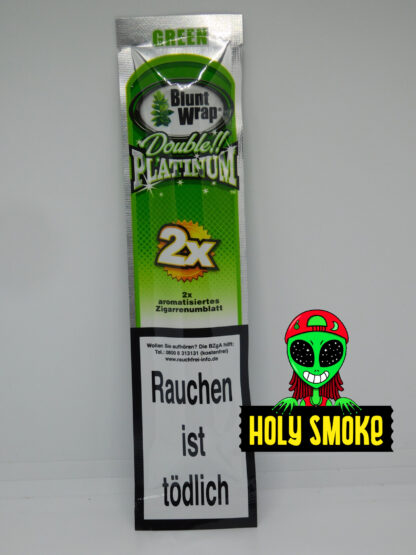 GREEN
Blunt
Wrap®
Double!!
PLATINUM
2x
2x
aromatisiertes
Zigarrenumblatt
Wollen Sie aufhören? Die BZgA hilft:
Tel.: 0800 8 313131 (kostenfrei)
www.rauchfrei-info.de
Rauchen
ist
tödlich
HOLY SMOKE